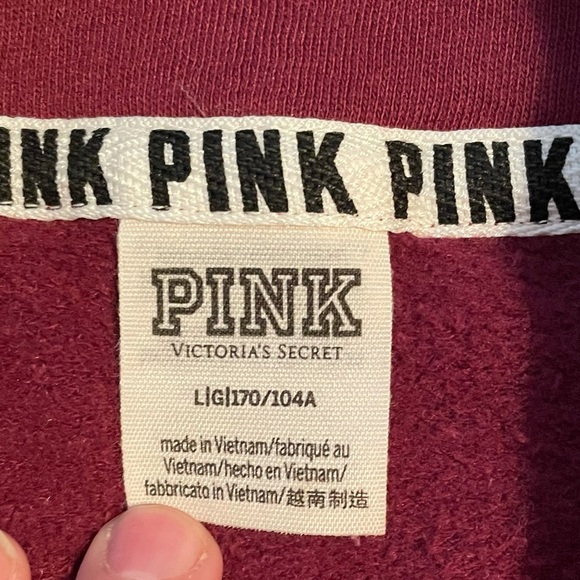 PINK PINK PINK
PINK
VICTORIA'S SECRET
L|G|170/104A
made in Vietnam/fabriqué au
Vietnam/hecho en Vietnam/
fabbricato in Vietnam/越南制造